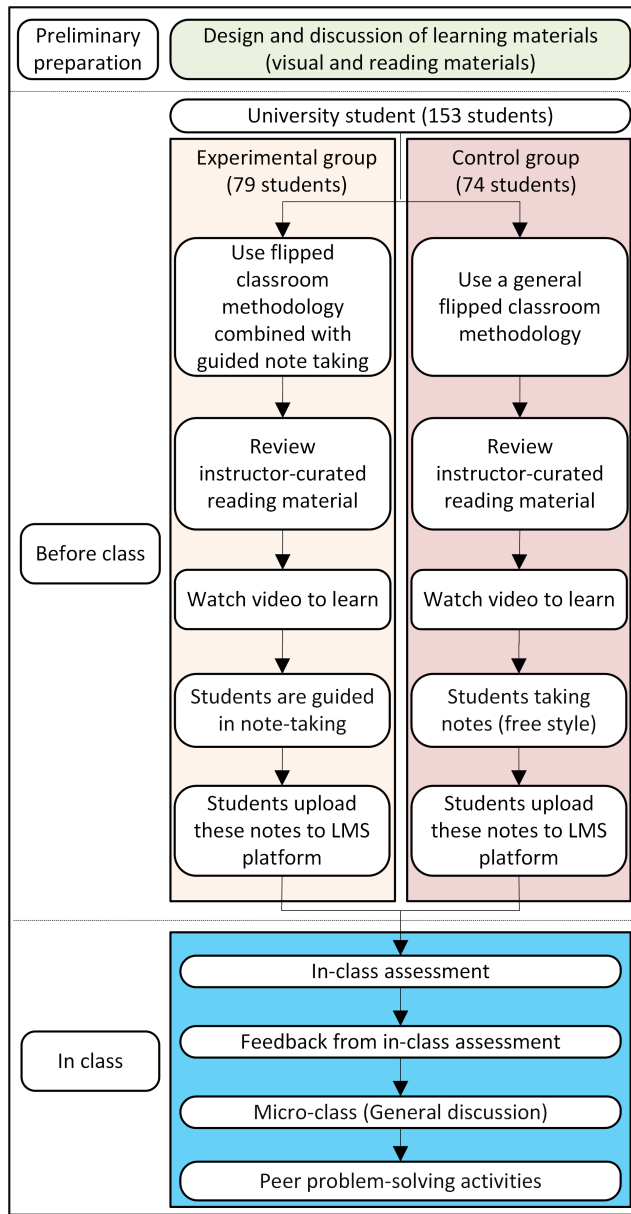 Preliminary
preparation
Design and discussion of learning materials
(visual and reading materials)
University student (153 students)
Experimental group
(79 students)
Control group
(74 students)
Use flipped
classroom
methodology
combined with
guided note taking
Use a general
flipped classroom
methodology
Review
instructor-curated
reading material
Review
instructor-curated
reading material
Before class
Watch video to learn
Watch video to learn
Students are guided
in note-taking
Students taking
notes (free style)
Students upload
these notes to LMS
platform
Students upload
these notes to LMS
platform
In class
In-class assessment
Feedback from in-class assessment
Micro-class (General discussion)
Peer problem-solving activities